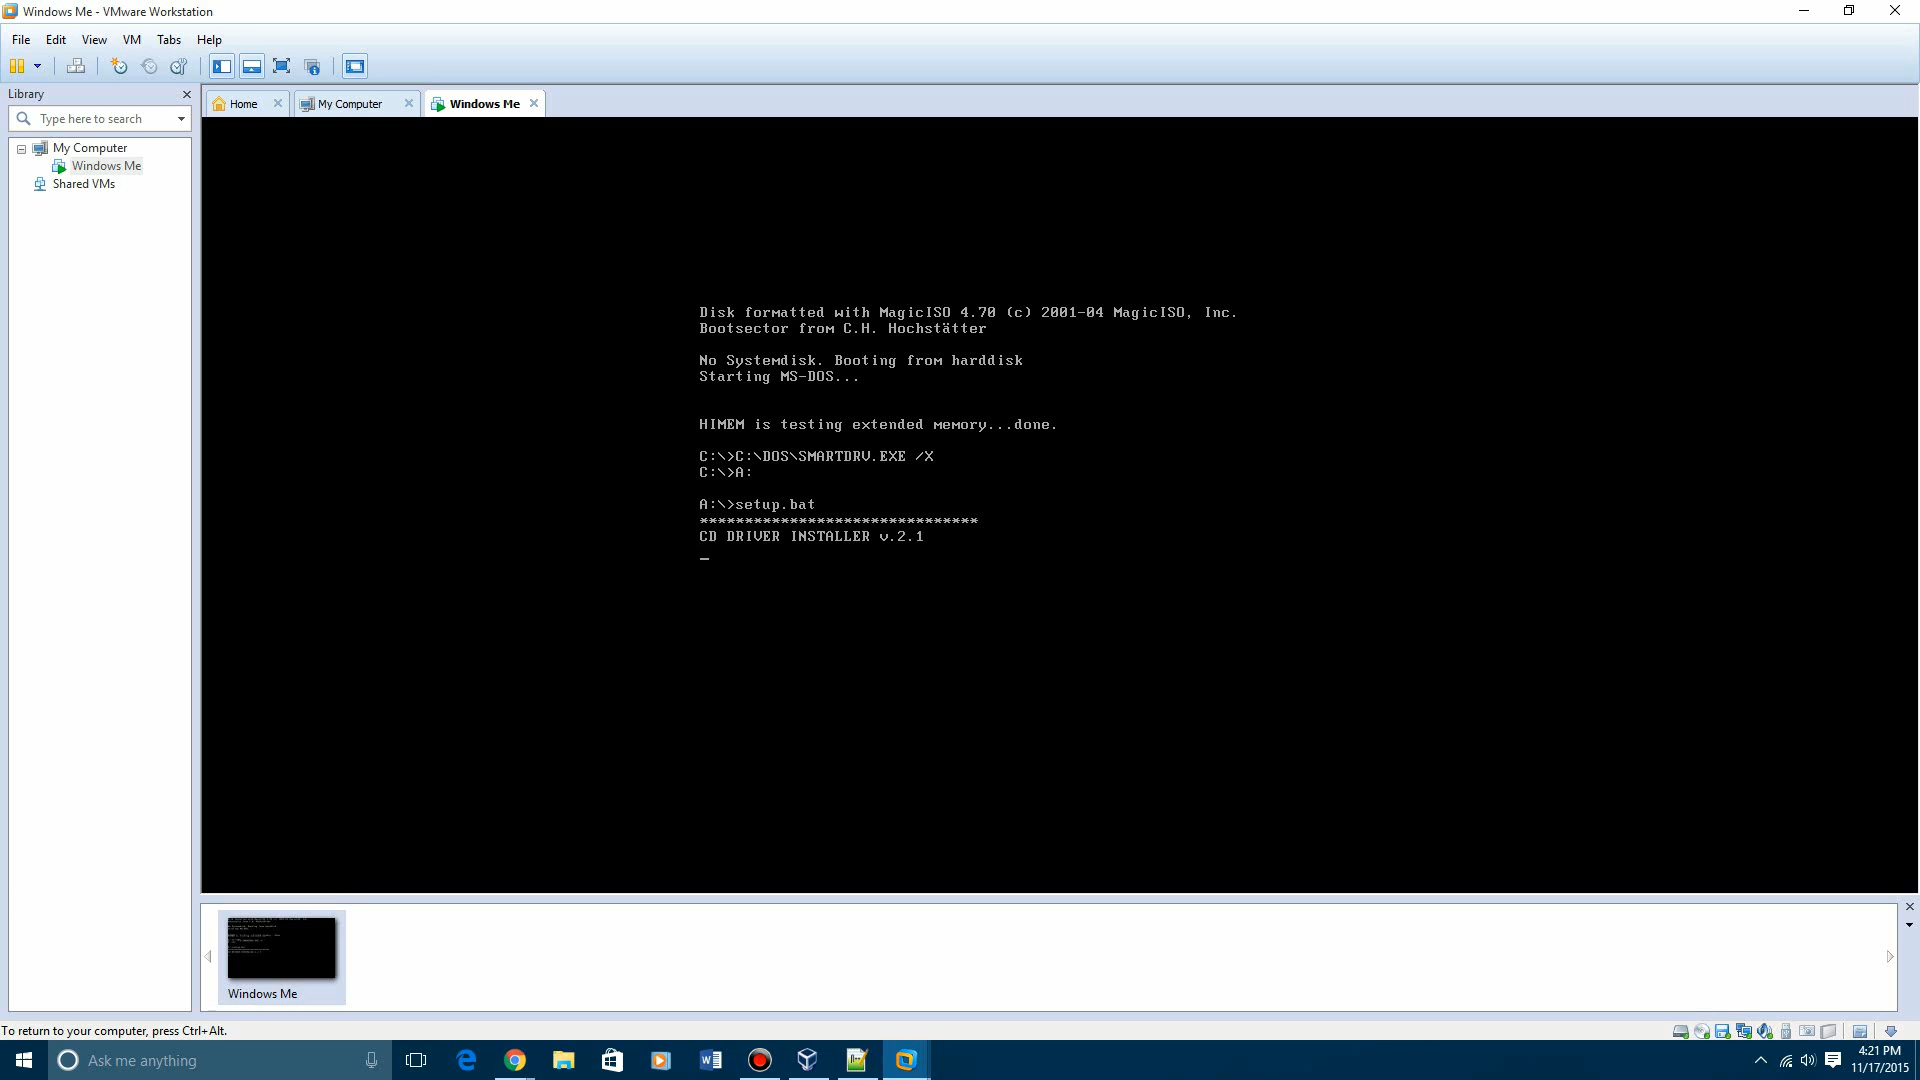 Windows Me - VMware Workstation
File Edit View VM Tabs Help
Library
Type here to search
My Computer
Windows Me
Shared VMs
Home
My Computer
Windows Me
Disk formatted with MagicISO 4.70 (c) 2001-04 MagicISO, Inc.
Bootsector from C.H. Hochstätter
No Systemdisk. Booting from harddisk
Starting MS-DOS...
HIMEM is testing extended memory...done.
C:\>C:\DOS\SMARTDRV.EXE /X
C:\>A:
A:\>setup.bat
*******************************
CD DRIVER INSTALLER v.2.1
_
Windows Me
To return to your computer, press Ctrl+Alt.
Ask me anything
4:21 PM
11/17/2015